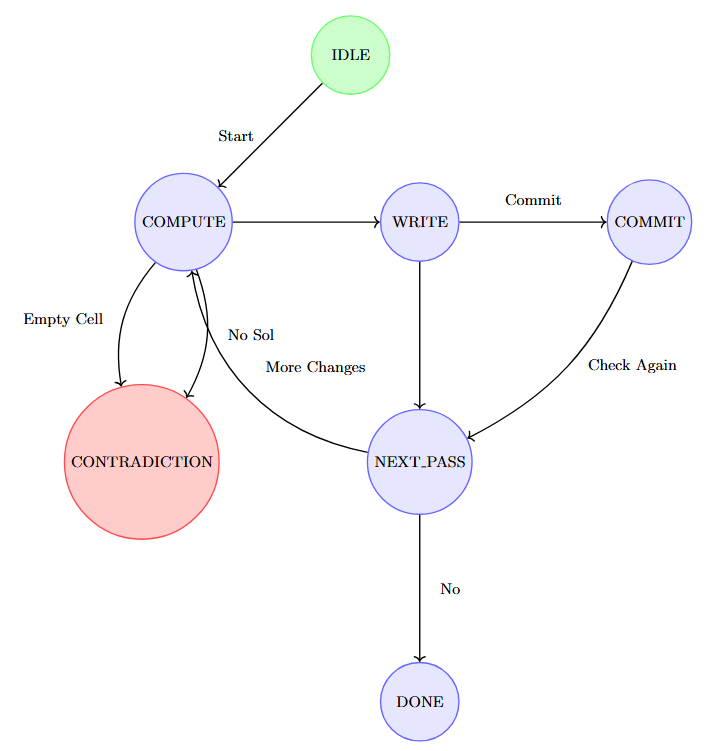 IDLE
Start
COMPUTE
WRITE
Commit
COMMIT
Empty Cell
No Sol
More Changes
Check Again
CONTRADICTION
NEXT_PASS
No
DONE